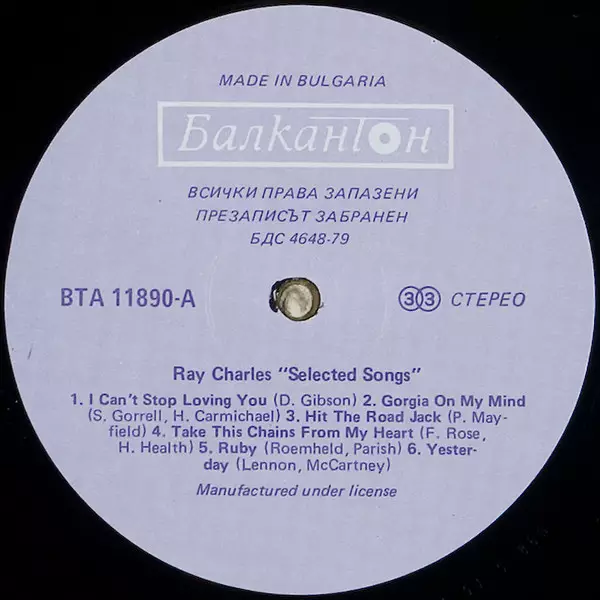 MADE IN BULGARIA
Балкантон
ВСИЧКИ ПРАВА ЗАПАЗЕНИ
ПРЕЗАПИСЪТ ЗАБРАНЕН
БДС 4648-79
ВТА 11890-А
33 СТЕРЕО
Ray Charles "Selected Songs"
1. I Can't Stop Loving You (D. Gibson) 2. Gorgia On My Mind
(S. Gorrell, H. Carmichael) 3. Hit The Road Jack (P. May-
field) 4. Take This Chains From My Heart (F. Rose,
H. Health) 5. Ruby (Roemheld, Parish) 6. Yester-
day (Lennon, McCartney)
Manufactured under license